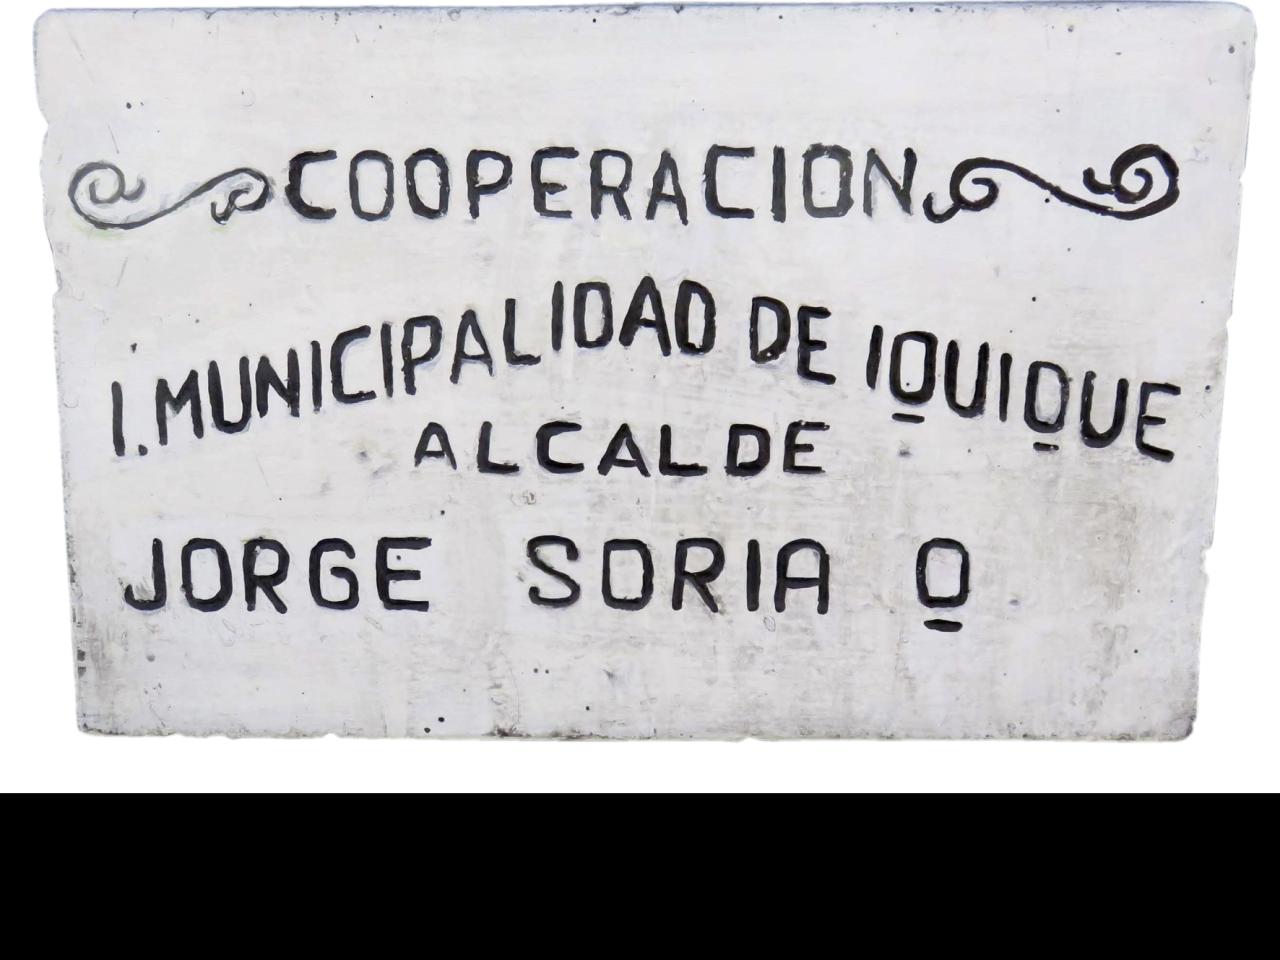 COOPERACION
I. MUNICIPALIDAD DE IQUIQUE
ALCALDE
JORGE SORIA Q